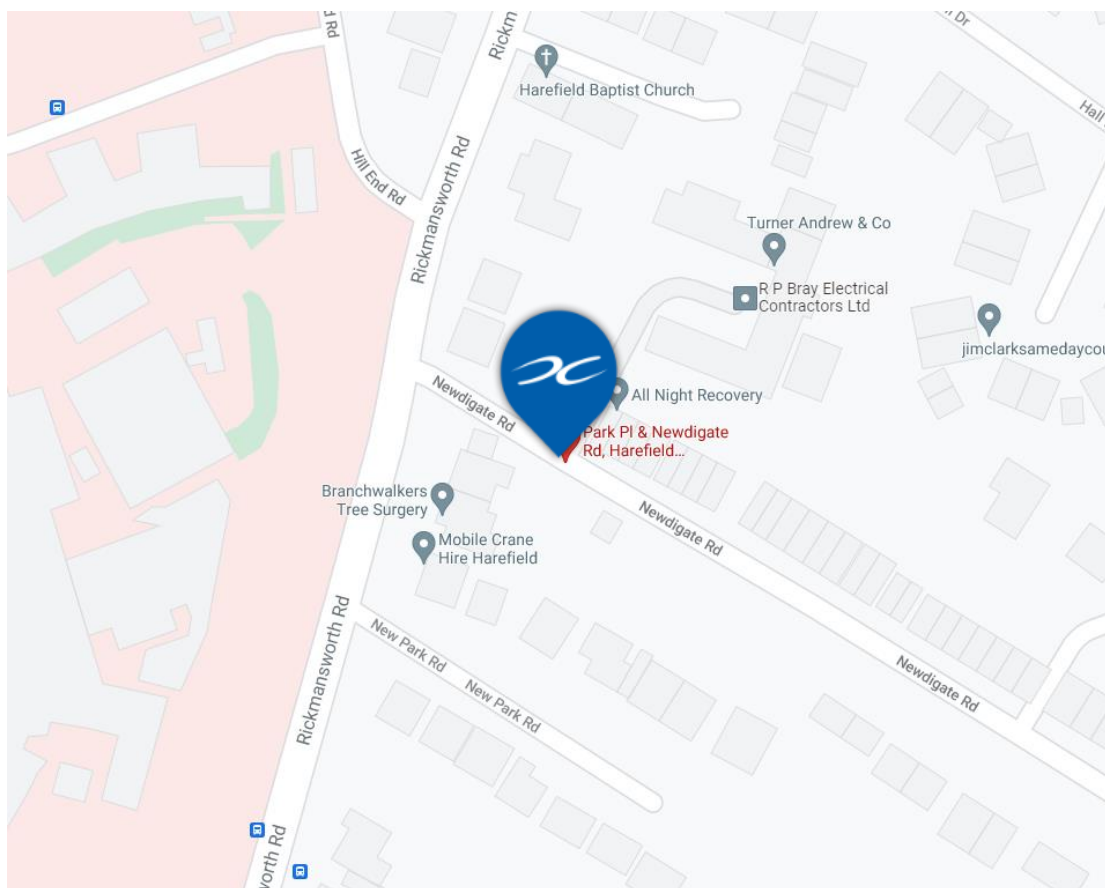 d Rd
Rickm
Dr
Harefield Baptist Church
Hall
Hill End Rd
Rickmansworth Rd
Turner Andrew & Co
R P Bray Electrical
Contractors Ltd
jimclarksamedaycou
Newdigate Rd
All Night Recovery
Park Pl & Newdigate
Rd, Harefield...
Branchwalkers
Tree Surgery
Newdigate Rd
Mobile Crane
Hire Harefield
New Park Rd
New Park Rd
Newdigate Rd
Rickmansworth Rd
worth Rd